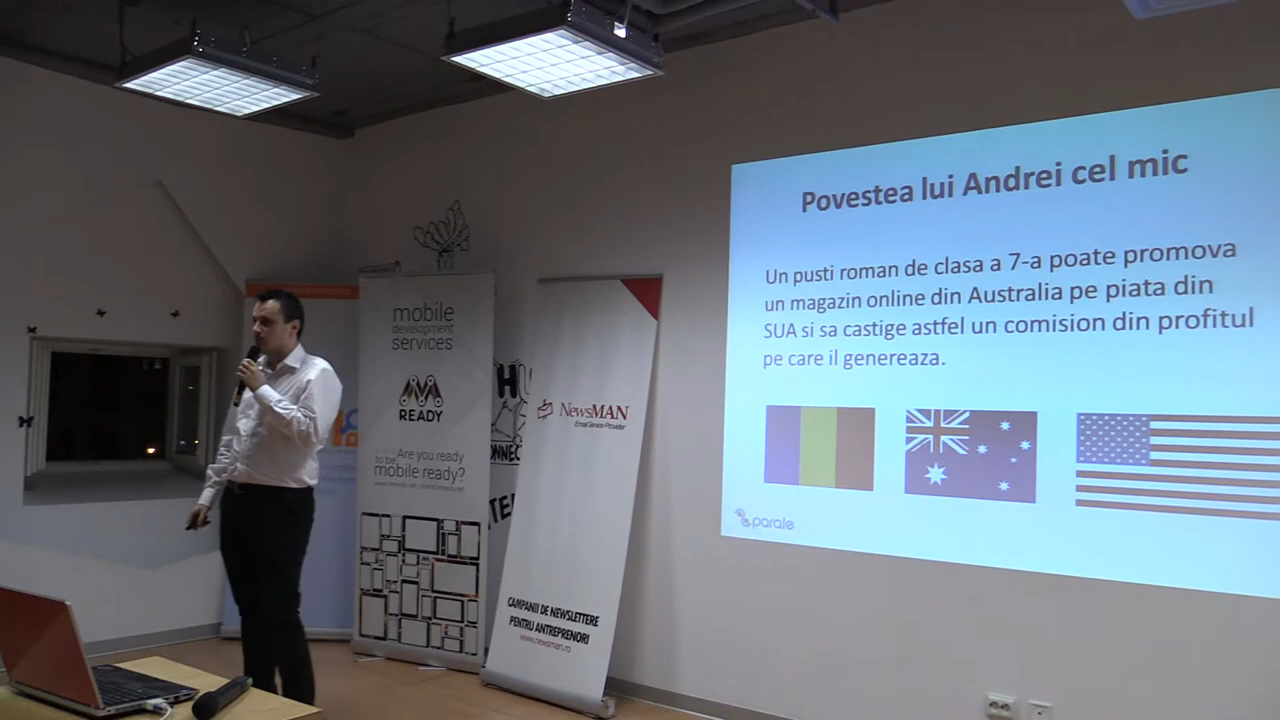 Povestea lui Andrei cel mic
Un pusti roman de clasa a 7-a poate promova
un magazin online din Australia pe piata din
SUA si sa castige astfel un comision din profitul
pe care il genereaza.
parale
mobile
development
services
READY
Are you ready
to be
mobile ready?
NewsMAN
Email Service Provider
CAMPANII DE NEWSLETTERE
PENTRU ANTREPRENORI
www.newsman.ro
HU
CONNEC
TE